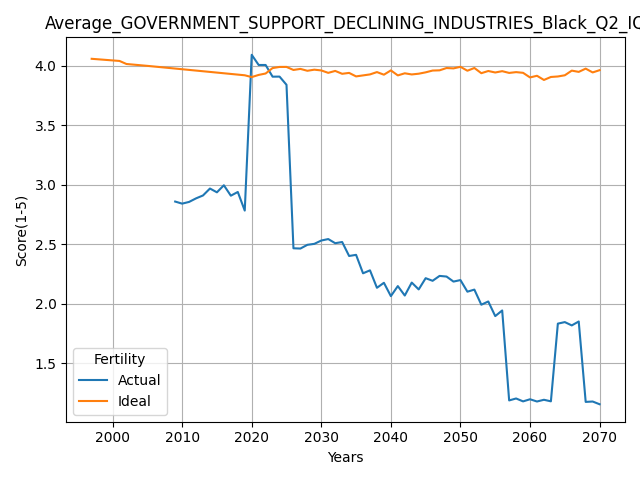 Average_GOVERNMENT_SUPPORT_DECLINING_INDUSTRIES_Black_Q2_IQ
4.0
3.5
3.0
2.5
2.0
1.5
Score(1-5)
Fertility
Actual
Ideal
2000 2010 2020 2030 2040 2050 2060 2070
Years